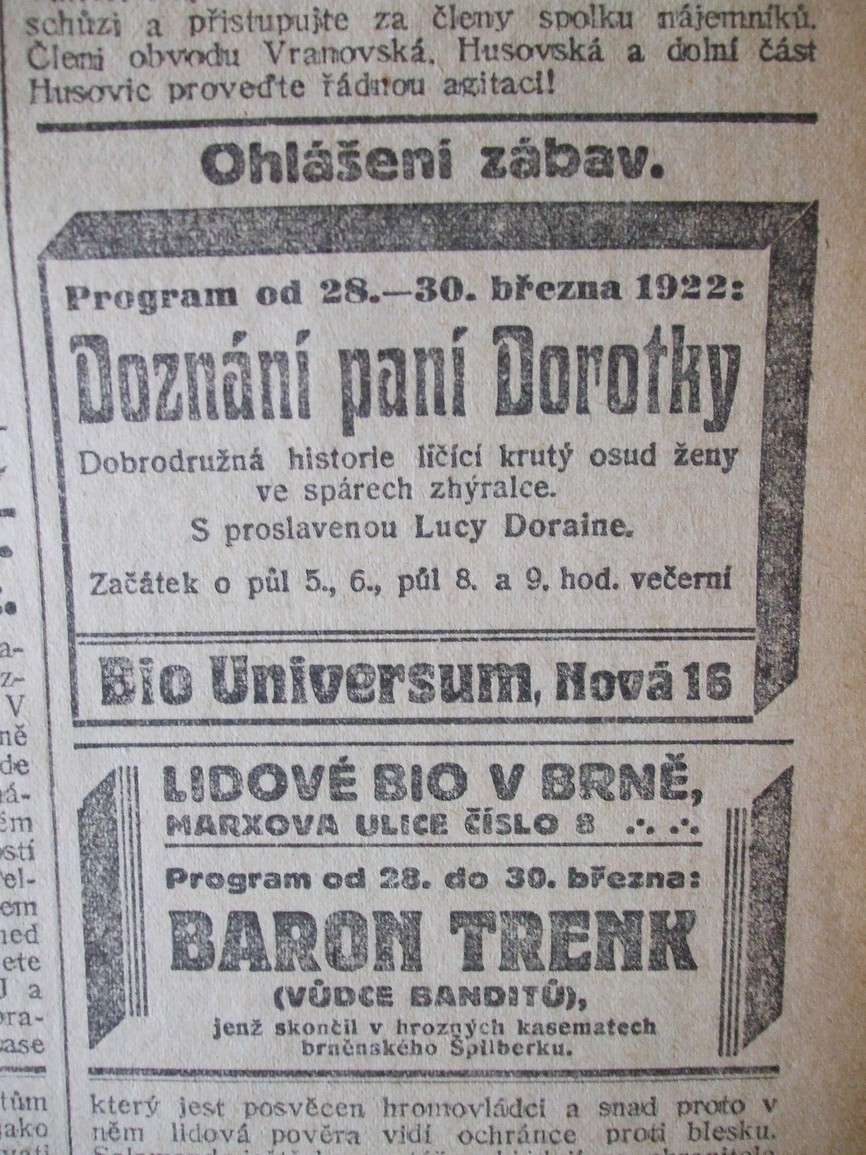 schůzi a přistupujte za členy spolku nájemníků.
Členi obvodu Vranovská, Husovská a dolní část
Husovic proveďte řádnou agitaci!
Ohlášení zábav.
Program od 28.—30. března 1922:
Doznání paní Dorotky
Dobrodružná historie líčící krutý osud ženy
ve spárech zhýralce.
S proslavenou Lucy Doraine.
Začátek o půl 5., 6., půl 8. a 9. hod. večerní
Bio Universum, Nová 16
LIDOVÉ BIO V BRNĚ,
MARXOVA ULICE ČÍSLO 8 ∴ ∴
Program od 28. do 30. března:
BARON TRENK
(VŮDCE BANDITŮ),
jenž skončil v hrozných kasematech
brněnského Špilberku.
který jest posvěcen hromovládci a snad proto v
něm lidová pověra vidí ochránce proti blesku.